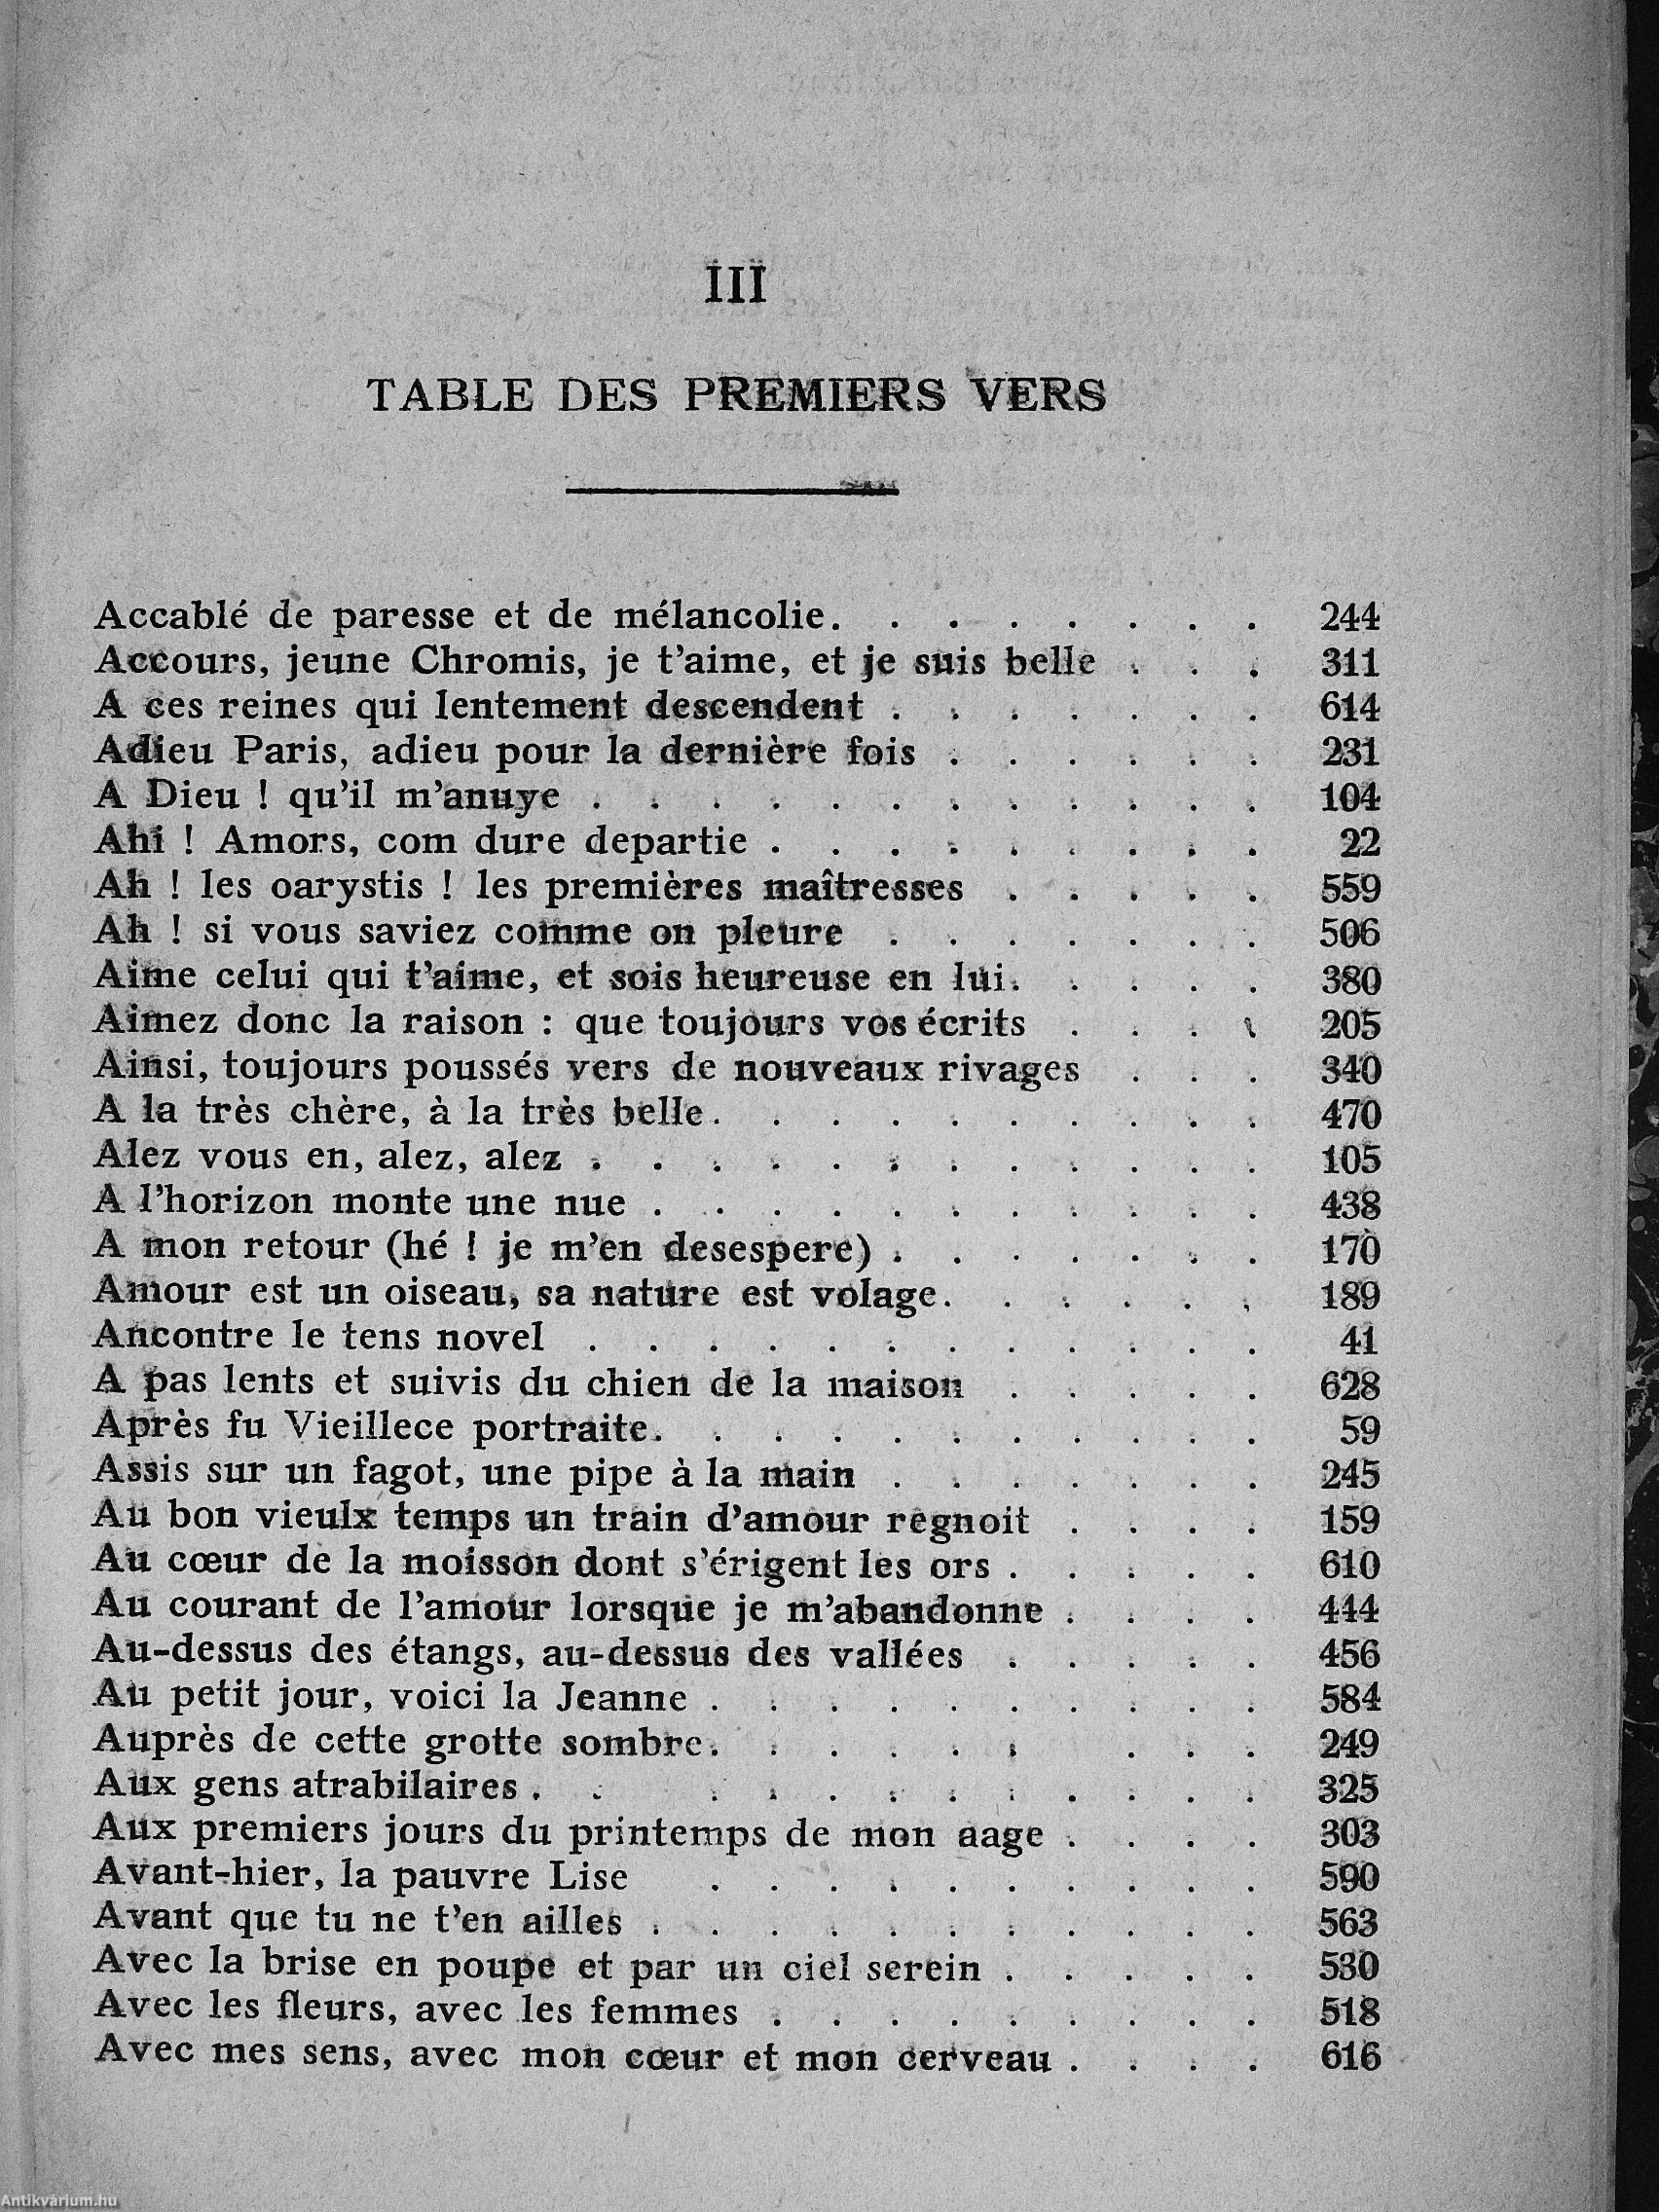 III
TABLE DES PREMIERS VERS
Accablé de paresse et de mélancolie. . . . . . . . 244
Accours, jeune Chromis, je t'aime, et je suis belle . . . 311
A ces reines qui lentement descendent . . . . . . . 614
Adieu Paris, adieu pour la dernière fois . . . . . . 231
A Dieu ! qu'il m'anuye . . . . . . . . . . . . 104
Ahi ! Amors, com dure departie . . . . . . . . . 22
Ah ! les oarystis ! les premières maîtresses . . . . . 559
Ah ! si vous saviez comme on pleure . . . . . . . 506
Aime celui qui t'aime, et sois heureuse en lui. . . . . 380
Aimez donc la raison : que toujours vos écrits . . . . 205
Ainsi, toujours poussés vers de nouveaux rivages . . . 340
A la très chère, à la très belle. . . . . . . . . . 470
Alez vous en, alez, alez . . . . . . . . . . . . 105
A l'horizon monte une nue . . . . . . . . . . . 438
A mon retour (hé ! je m'en desespere) . . . . . . . 170
Amour est un oiseau, sa nature est volage. . . . . . 189
Ancontre le tens novel . . . . . . . . . . . . 41
A pas lents et suivis du chien de la maison . . . . . 628
Après fu Vieillece portraite. . . . . . . . . . . 59
Assis sur un fagot, une pipe à la main . . . . . . . 245
Au bon vieulx temps un train d'amour regnoit . . . . 159
Au cœur de la moisson dont s'érigent les ors . . . . . 610
Au courant de l'amour lorsque je m'abandonne . . . . 444
Au-dessus des étangs, au-dessus des vallées . . . . . 456
Au petit jour, voici la Jeanne . . . . . . . . . . 584
Auprès de cette grotte sombre. . . . . . . . . 249
Aux gens atrabilaires . . . . . . . . . . . . 325
Aux premiers jours du printemps de mon aage . . . . 303
Avant-hier, la pauvre Lise . . . . . . . . . . 590
Avant que tu ne t'en ailles . . . . . . . . . . . 563
Avec la brise en poupe et par un ciel serein . . . . . 530
Avec les fleurs, avec les femmes . . . . . . . . . 518
Avec mes sens, avec mon cœur et mon cerveau . . . . 616
Antikvárium.hu